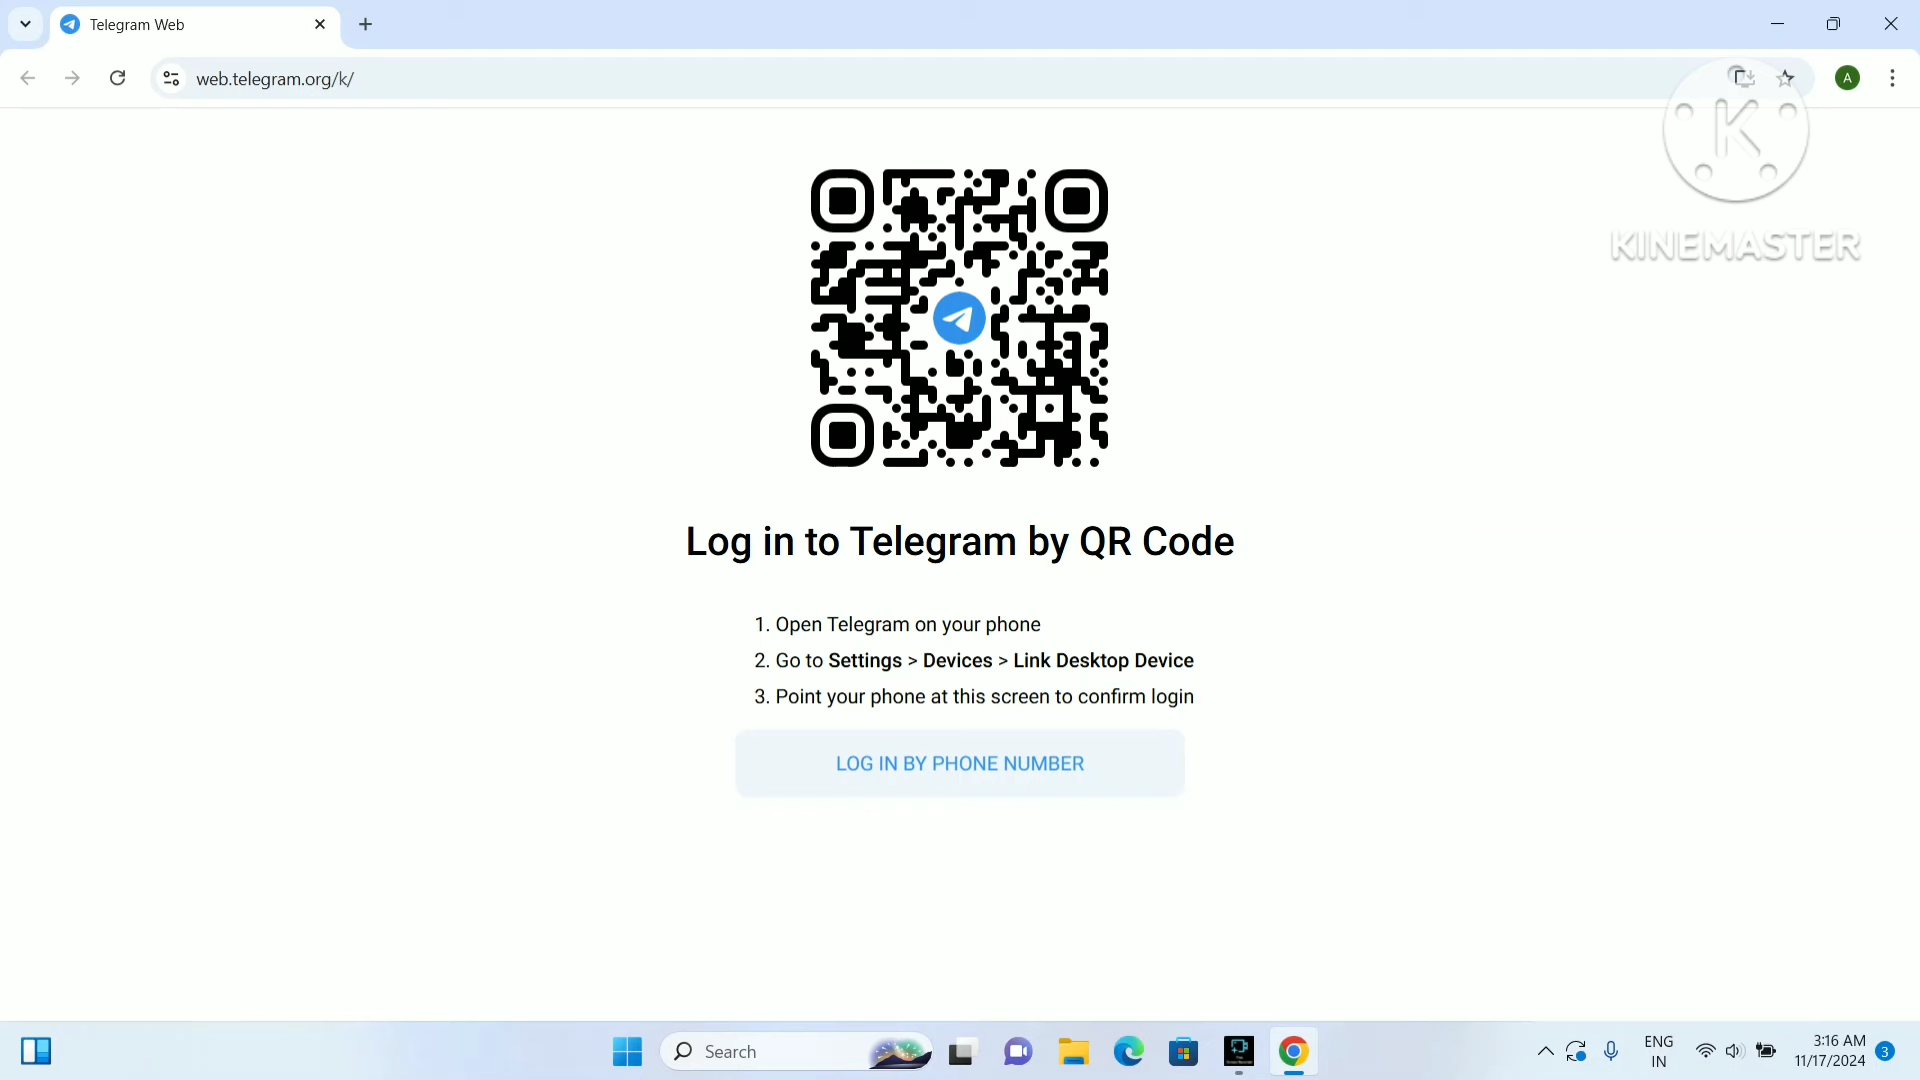 Telegram Web
web.telegram.org/k/
A
K
KINEMASTER
Log in to Telegram by QR Code
1. Open Telegram on your phone
2. Go to Settings > Devices > Link Desktop Device
3. Point your phone at this screen to confirm login
LOG IN BY PHONE NUMBER
Search
ENG
IN
3:16 AM
11/17/2024
3